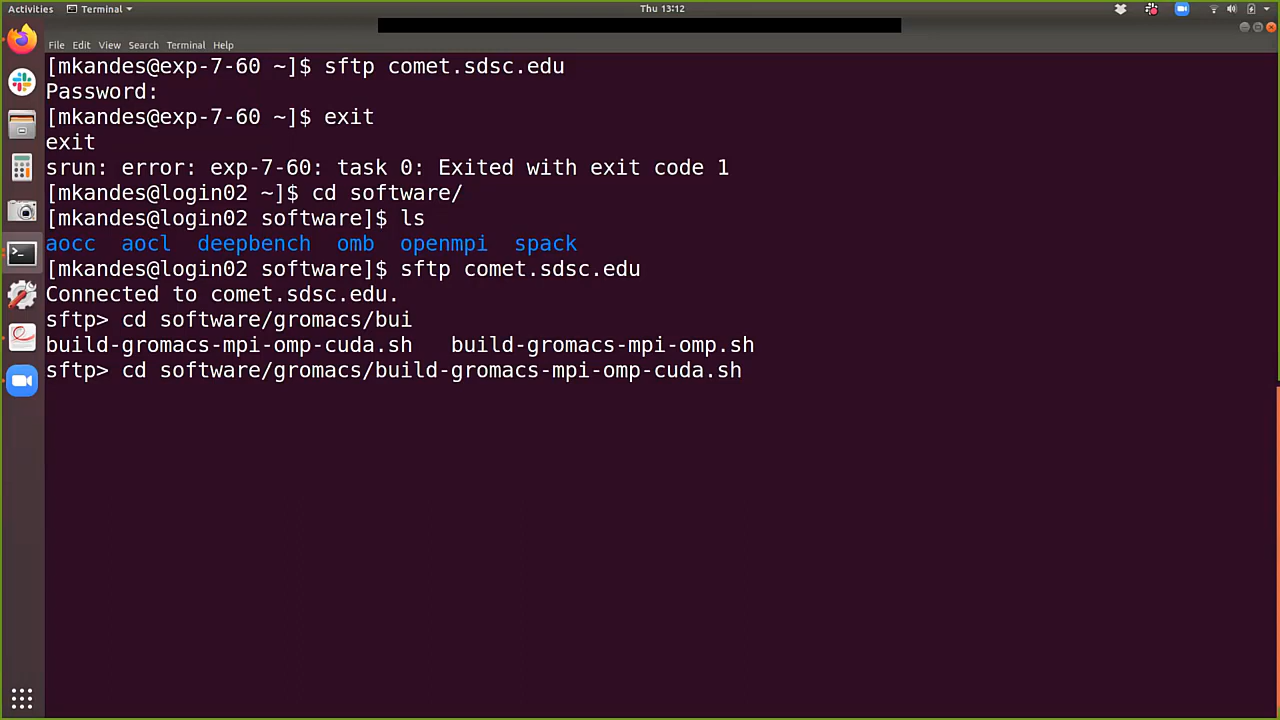 Activities Terminal Thu 13:12
File Edit View Search Terminal Help
[mkandes@exp-7-60 ~]$ sftp comet.sdsc.edu
Password:
[mkandes@exp-7-60 ~]$ exit
exit
srun: error: exp-7-60: task 0: Exited with exit code 1
[mkandes@login02 ~]$ cd software/
[mkandes@login02 software]$ ls
aocc aocl deepbench omb openmpi spack
[mkandes@login02 software]$ sftp comet.sdsc.edu
Connected to comet.sdsc.edu.
sftp> cd software/gromacs/bui
build-gromacs-mpi-omp-cuda.sh build-gromacs-mpi-omp.sh
sftp> cd software/gromacs/build-gromacs-mpi-omp-cuda.sh